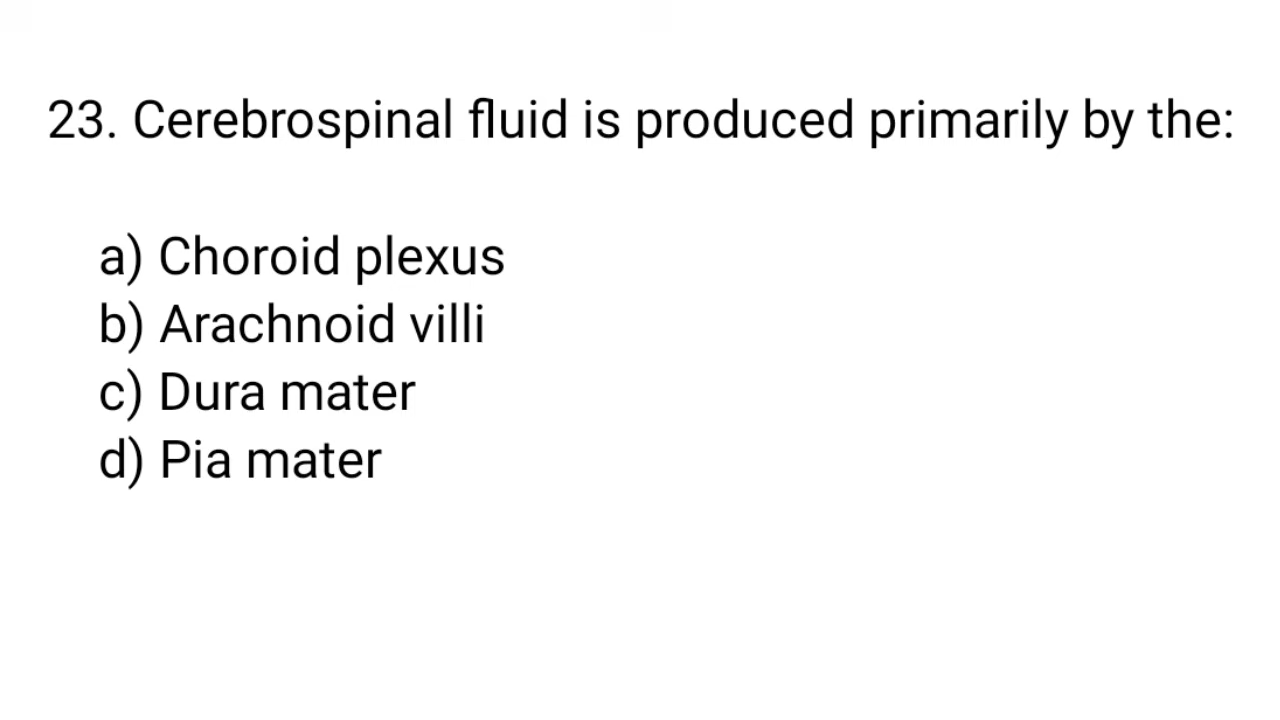 23. Cerebrospinal fluid is produced primarily by the:
a) Choroid plexus
b) Arachnoid villi
c) Dura mater
d) Pia mater